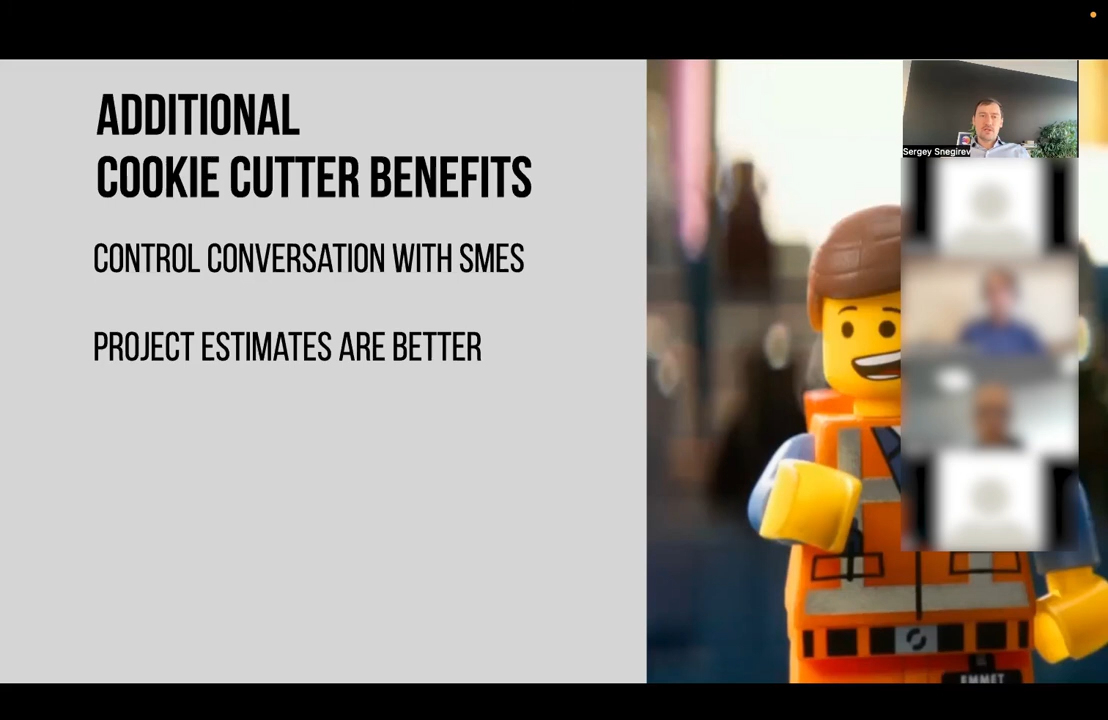 ADDITIONAL
COOKIE CUTTER BENEFITS
CONTROL CONVERSATION WITH SMES
PROJECT ESTIMATES ARE BETTER
Sergey Snegirev
EMMET